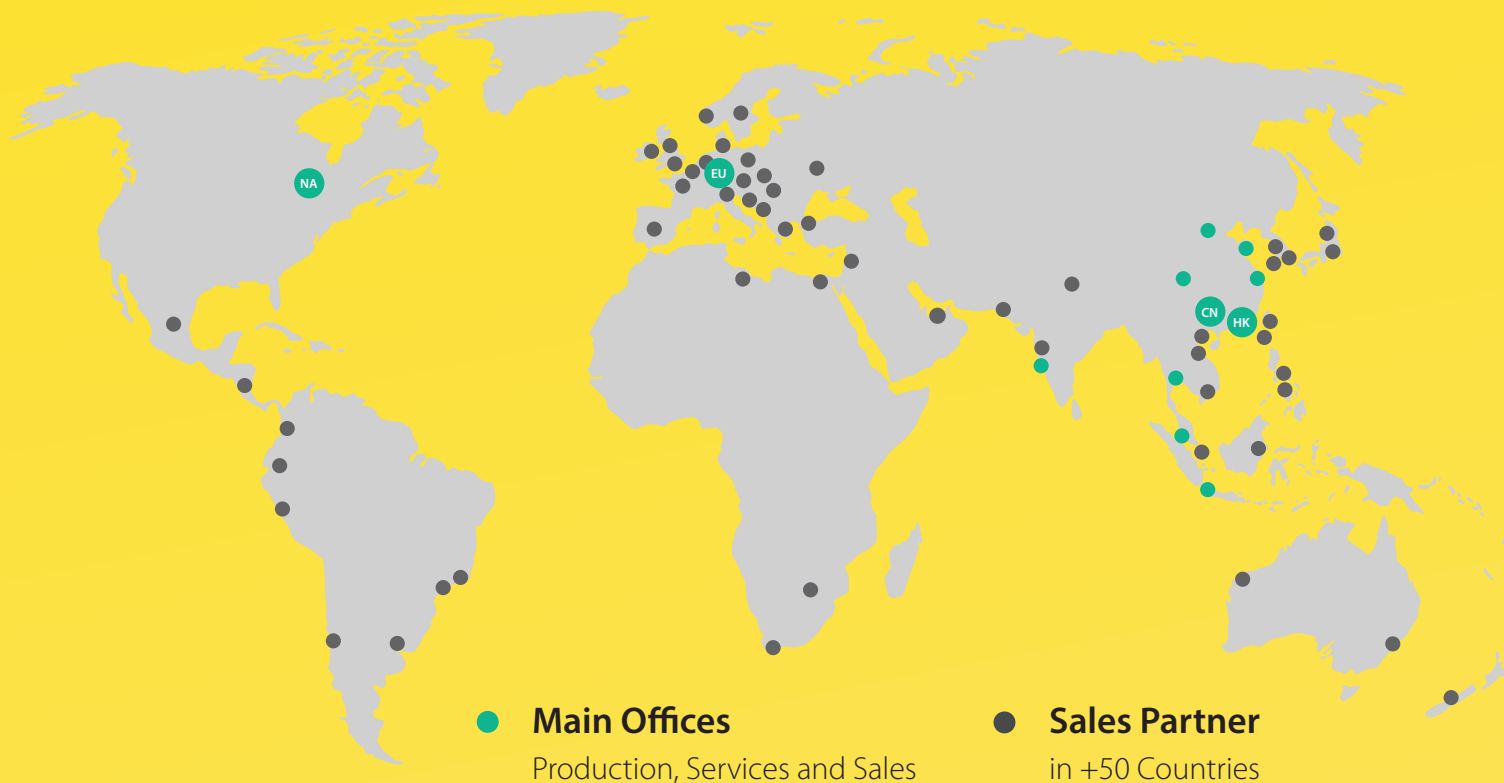 NA
EU
CN
HK
Main Offices
Production, Services and Sales
Sales Partner
in +50 Countries